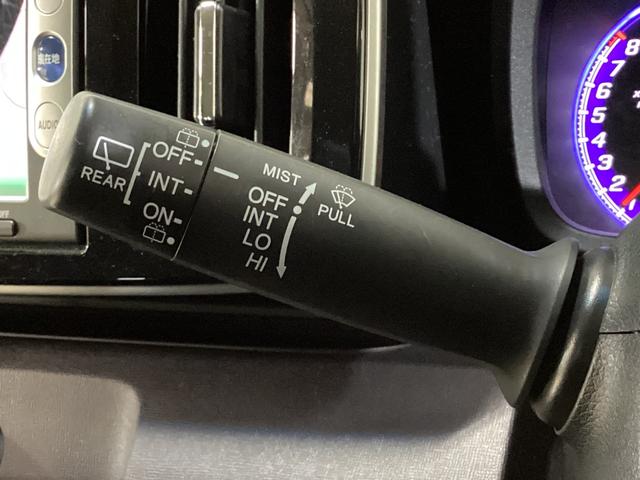 現在地
AUDIO
REAR
OFF
INT
ON
MIST
OFF
INT
LO
HI
PULL
8
7
6
5
4
3
2